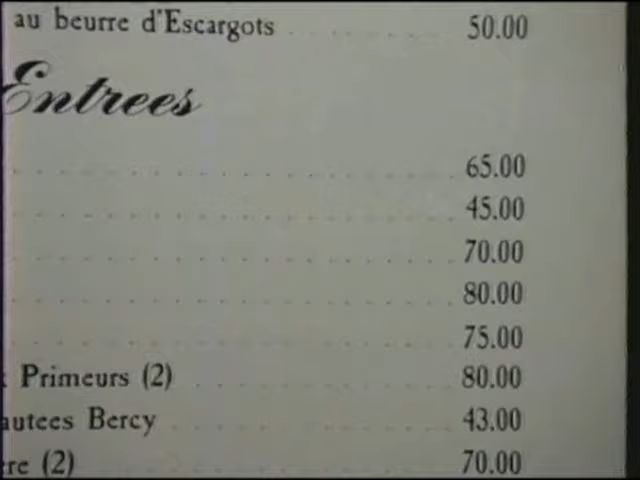 au beurre d'Escargots 50.00
Entrees
65.00
45.00
70.00
80.00
75.00
Primeurs (2) 80.00
autees Bercy 43.00
re (2) 70.00